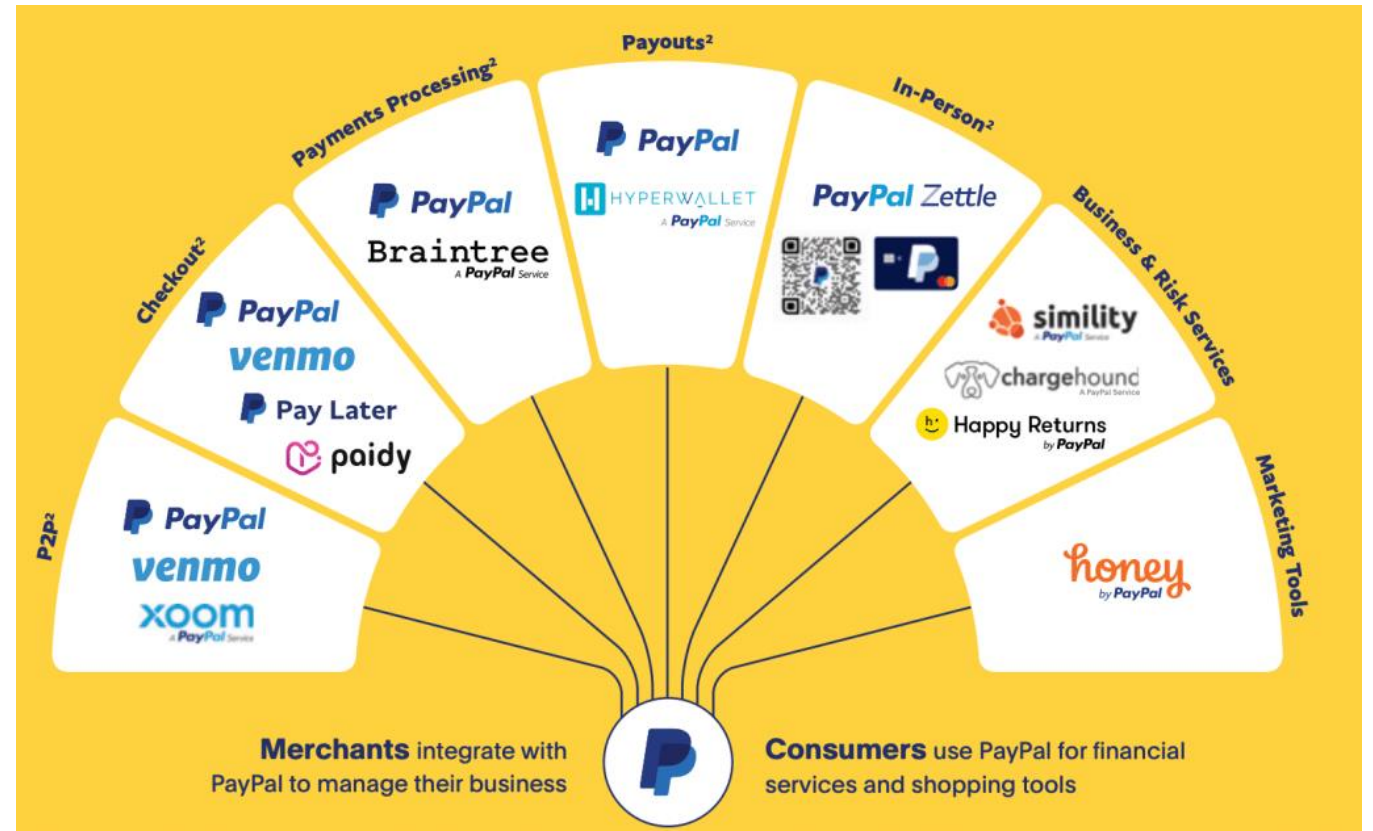 P2P²
PayPal
venmo
xoom
A PayPal Service
Checkout²
PayPal
venmo
Pay Later
paidy
Payments Processing²
PayPal
Braintree
A PayPal Service
Payouts²
PayPal
HYPERWALLET
A PayPal Service
In-Person²
PayPal Zettle
Business & Risk Services
simility
A PayPal Service
chargehound
A PayPal Service
h
Happy Returns
by PayPal
Marketing Tools
honey
by PayPal
Merchants integrate with
PayPal to manage their business
Consumers use PayPal for financial
services and shopping tools